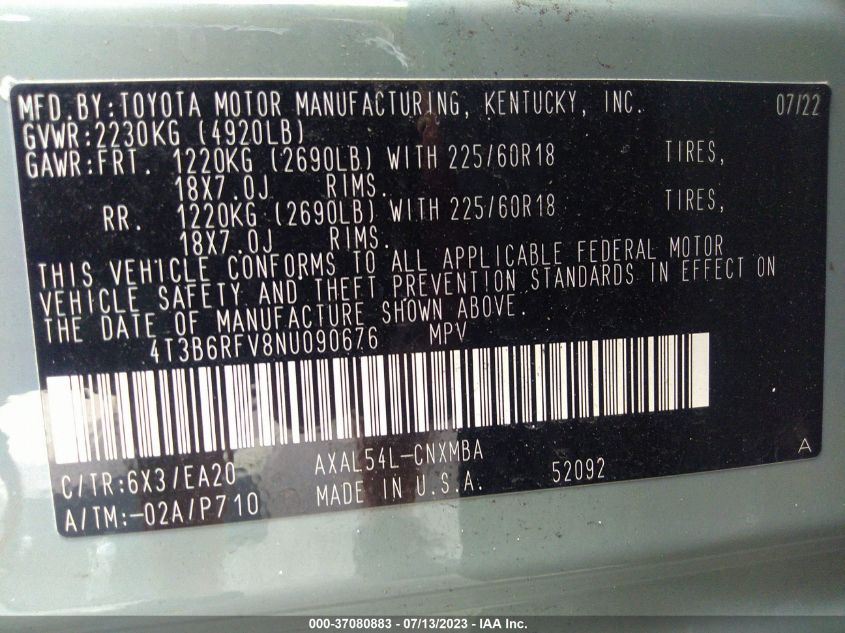 MFD.BY:TOYOTA MOTOR MANUFACTURING, KENTUCKY, INC. 07/22
GVWR:2230KG (4920LB)
GAWR:FRT. 1220KG (2690LB) WITH 225/60R18 TIRES,
18X7.0J RIMS.
RR. 1220KG (2690LB) WITH 225/60R18 TIRES,
18X7.0J RIMS.
THIS VEHICLE CONFORMS TO ALL APPLICABLE FEDERAL MOTOR
VEHICLE SAFETY AND THEFT PREVENTION STANDARDS IN EFFECT ON
THE DATE OF MANUFACTURE SHOWN ABOVE.
4T3B6RFV8NU090676 MPV
C/TR:6X3/EA20 AXAL54L-CNXMBA A
A/TM:-02A/P710 MADE IN U.S.A. 52092
000-37080883 - 07/13/2023 - IAA Inc.